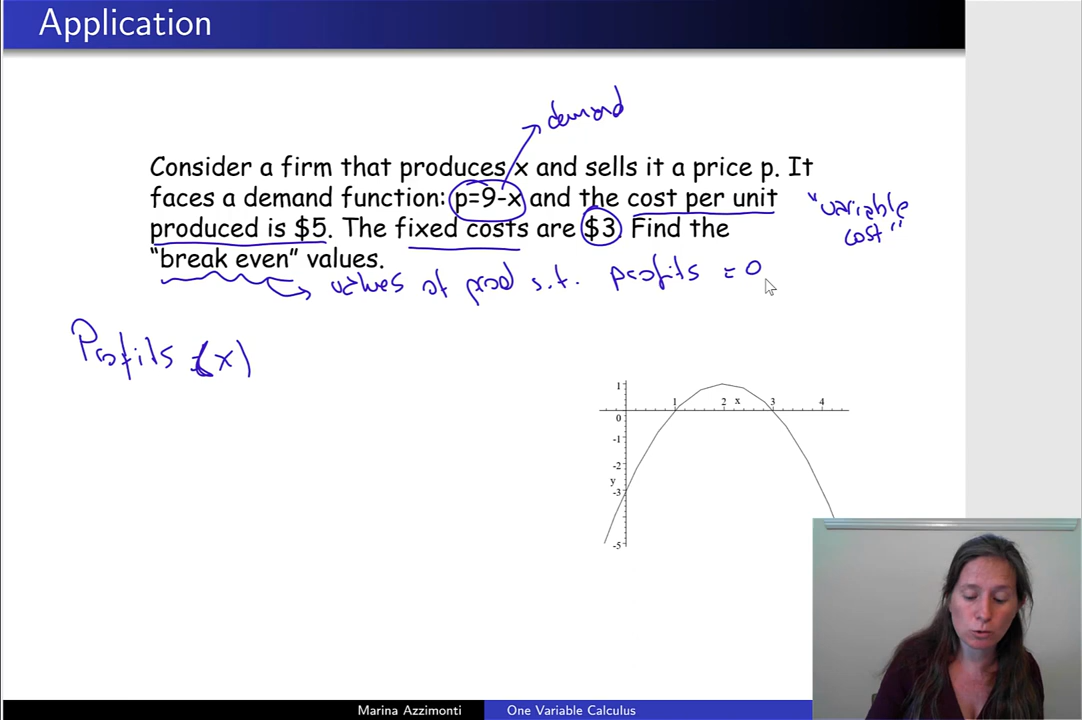 Application
demand
Consider a firm that produces x and sells it a price p. It
faces a demand function: p=9-x and the cost per unit
produced is $5. The fixed costs are $3. Find the
"break even" values.
"variable
cost"
values of prod s.t. profits = 0
Profits (x)
1
1 2 x 3 4
0
-1
-2
y
-3
-5
Marina Azzimonti One Variable Calculus